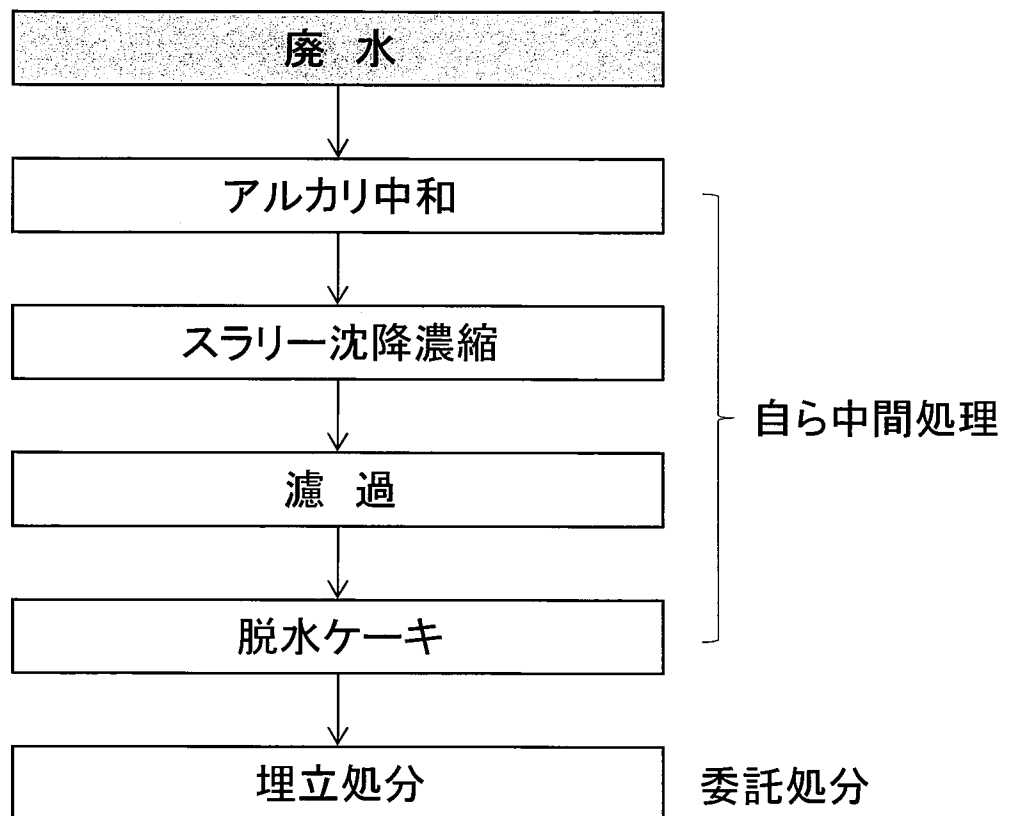 廃 水
アルカリ中和
スラリー沈降濃縮
濾 過
自ら中間処理
脱水ケーキ
埋立処分
委託処分